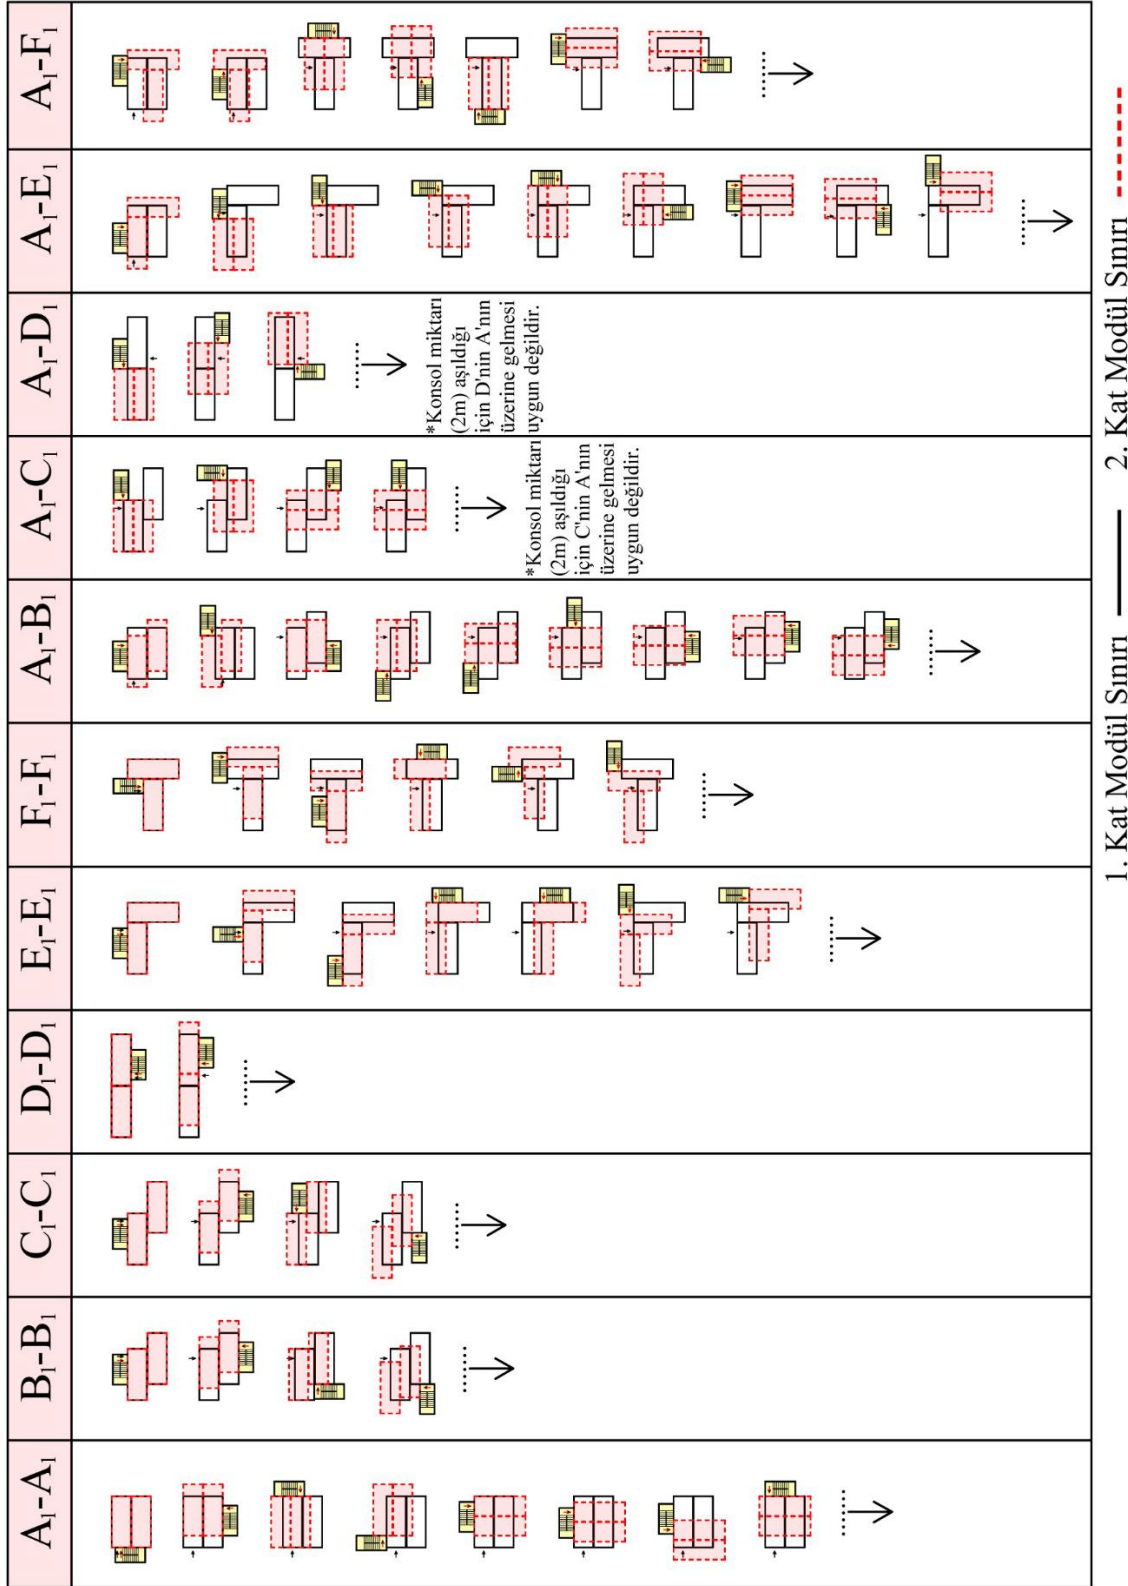 A₁-A₁
B₁-B₁
C₁-C₁
D₁-D₁
E₁-E₁
F₁-F₁
A₁-B₁
A₁-C₁
*Konsol miktarı
(2m) aşıldığı
için C'nin A'nın
üzerine gelmesi
uygun değildir.
A₁-D₁
*Konsol miktarı
(2m) aşıldığı
için D'nin A'nın
üzerine gelmesi
uygun değildir.
A₁-E₁
A₁-F₁
1. Kat Modül Sınırı
2. Kat Modül Sınırı